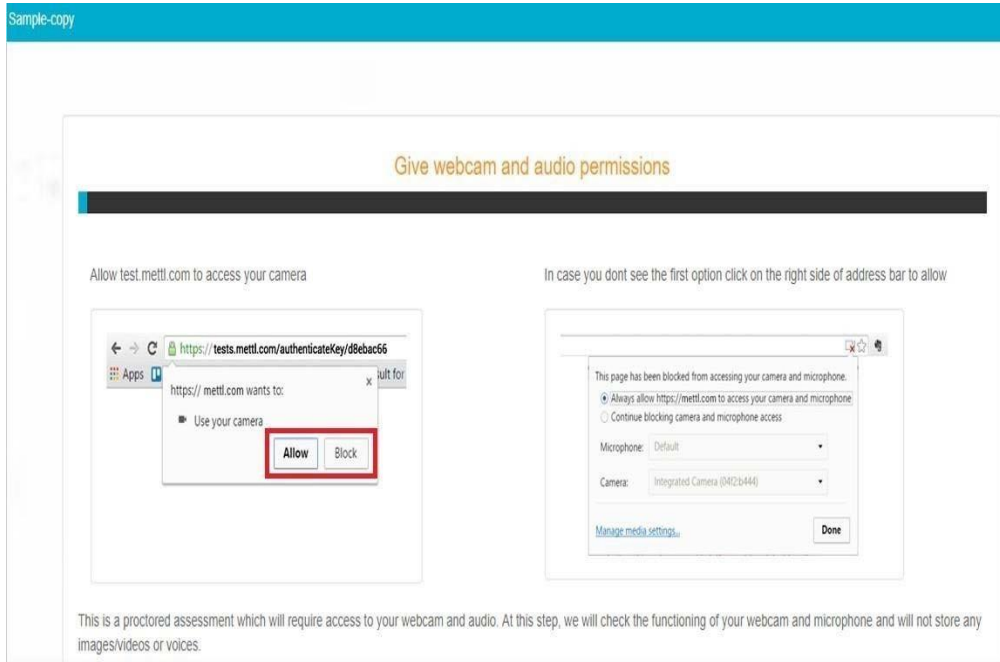 Sample-copy
Give webcam and audio permissions
Allow test.mettl.com to access your camera
https://tests.mettl.com/authenticateKey/d8ebac66
Apps
sult for
https:// mettl.com wants to:
x
Use your camera
Allow
Block
In case you dont see the first option click on the right side of address bar to allow
This page has been blocked from accessing your camera and microphone.
Always allow https://mettl.com to access your camera and microphone
Continue blocking camera and microphone access
Microphone:
Default
Camera:
Integrated Camera (04f2:b444)
Manage media settings...
Done
This is a proctored assessment which will require access to your webcam and audio. At this step, we will check the functioning of your webcam and microphone and will not store any
images/videos or voices.